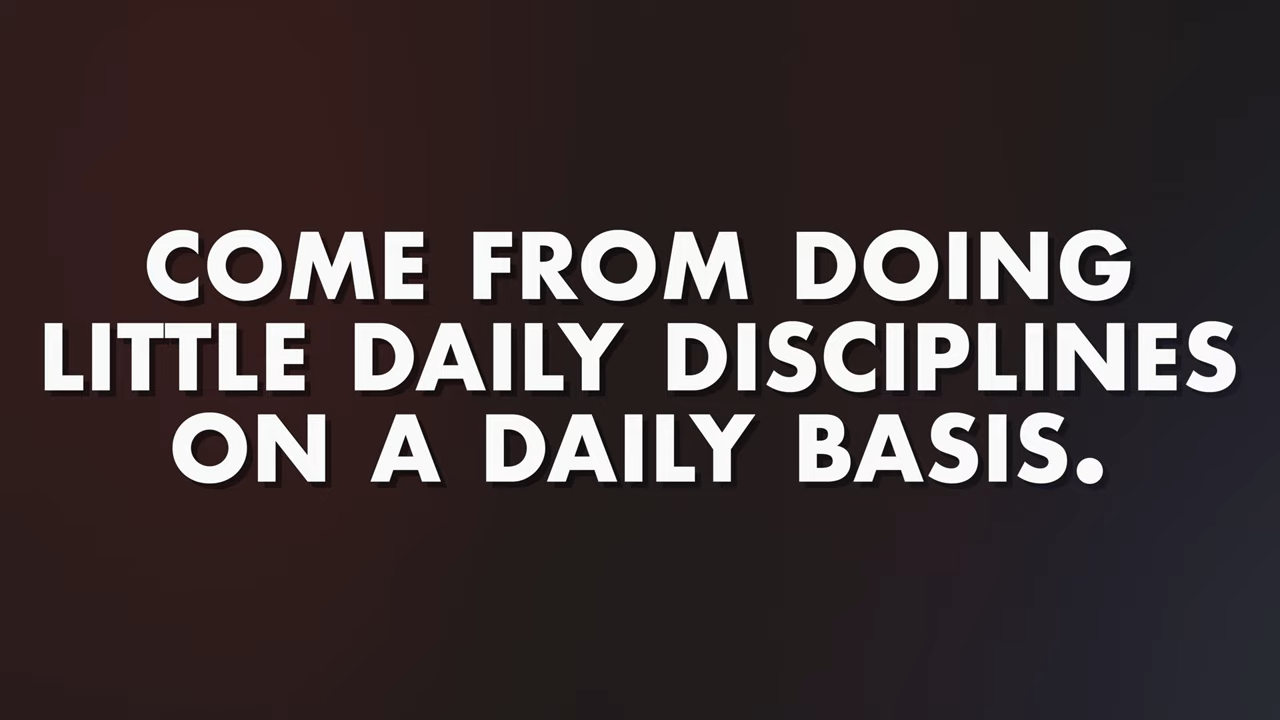 COME FROM DOING
LITTLE DAILY DISCIPLINES
ON A DAILY BASIS.